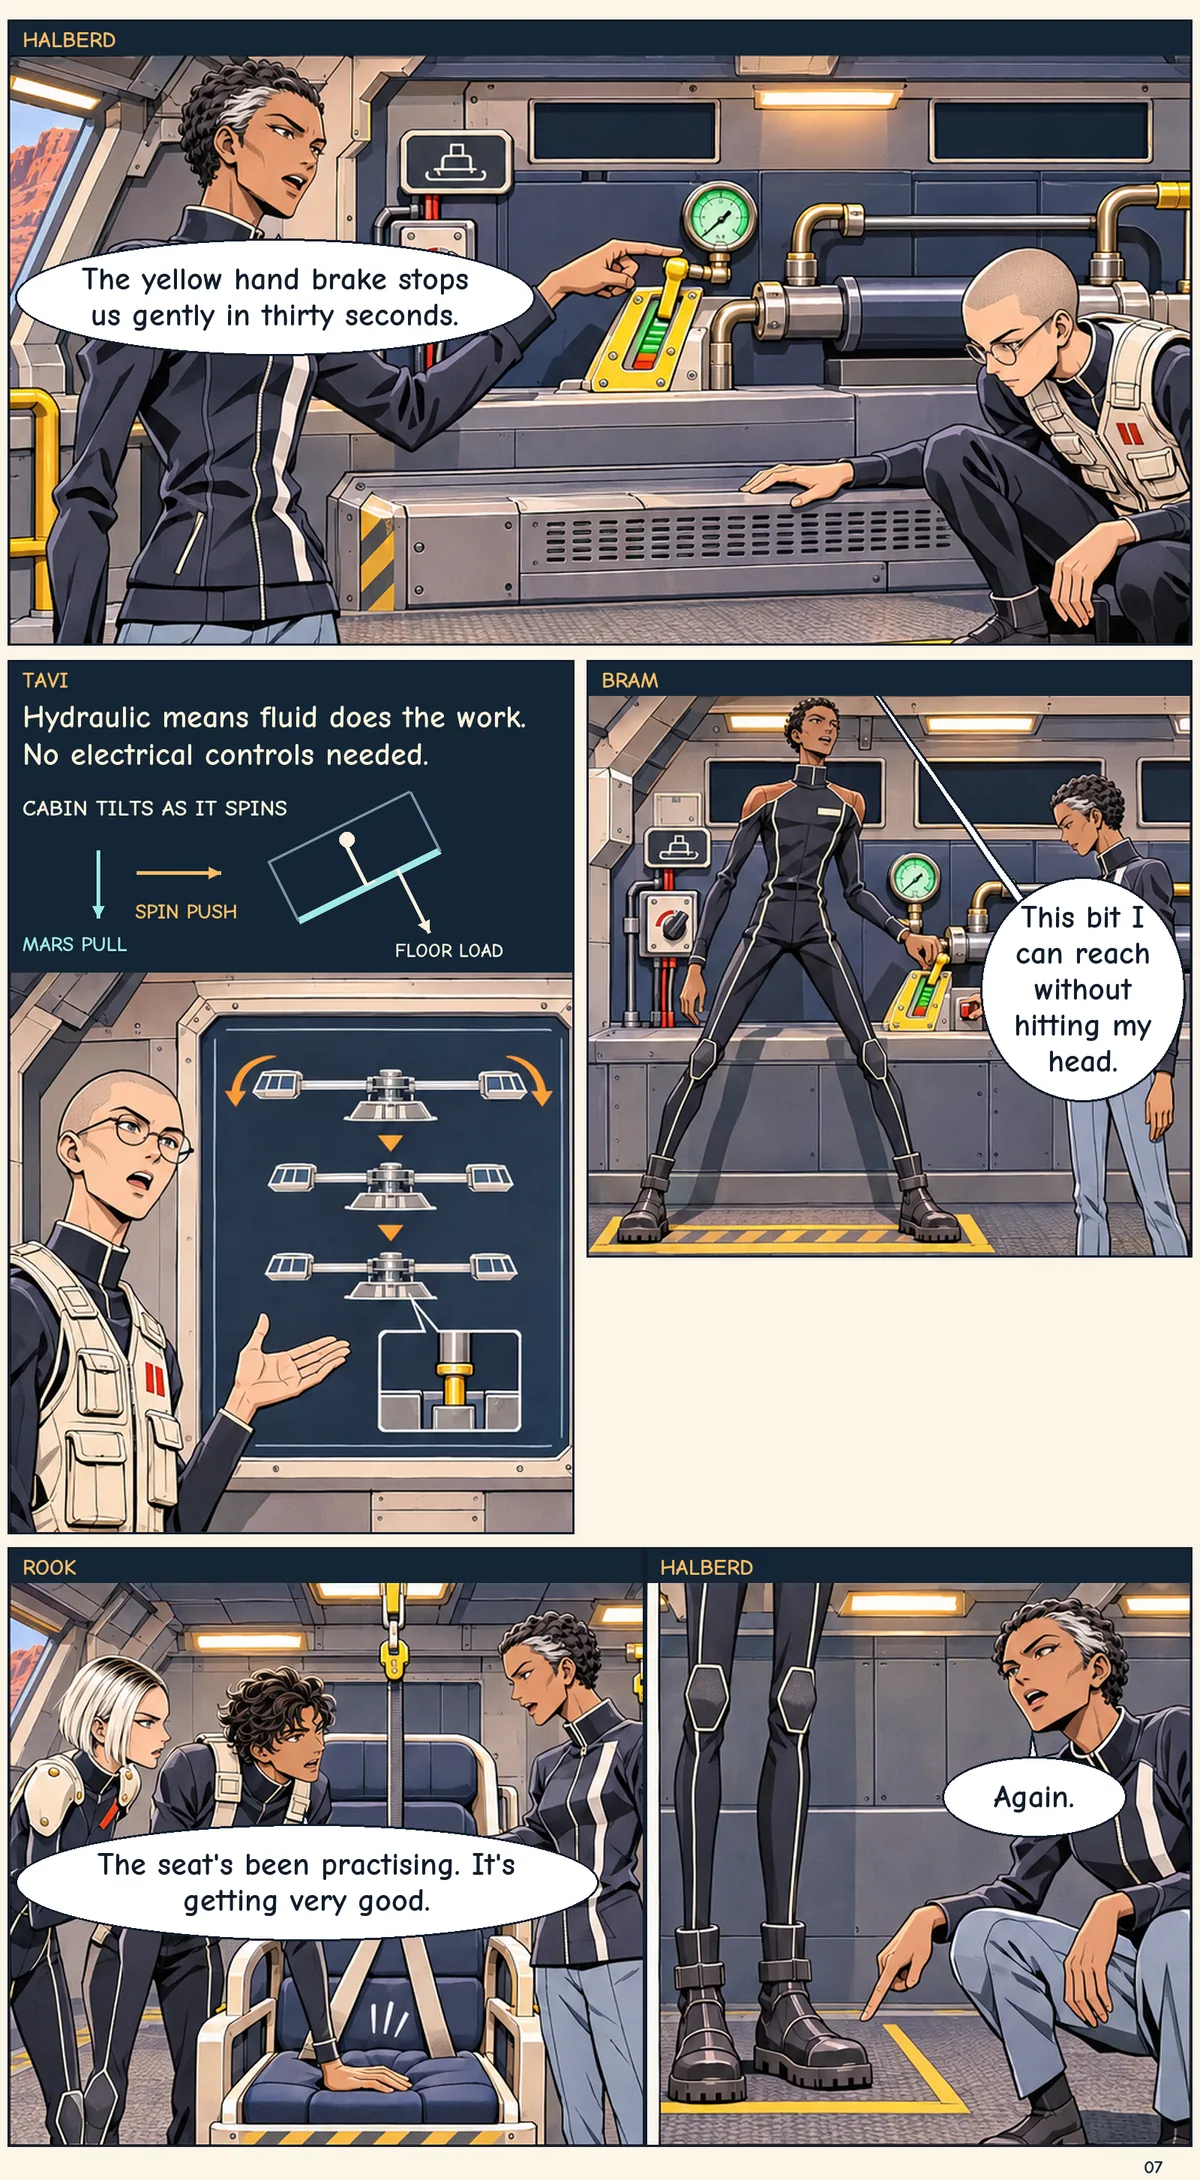 HALBERD
The yellow hand brake stops
us gently in thirty seconds.
TAVI
Hydraulic means fluid does the work.
No electrical controls needed.
CABIN TILTS AS IT SPINS
SPIN PUSH
MARS PULL
FLOOR LOAD
BRAM
This bit I
can reach
without
hitting my
head.
ROOK
The seat's been practising. It's
getting very good.
HALBERD
Again.
07